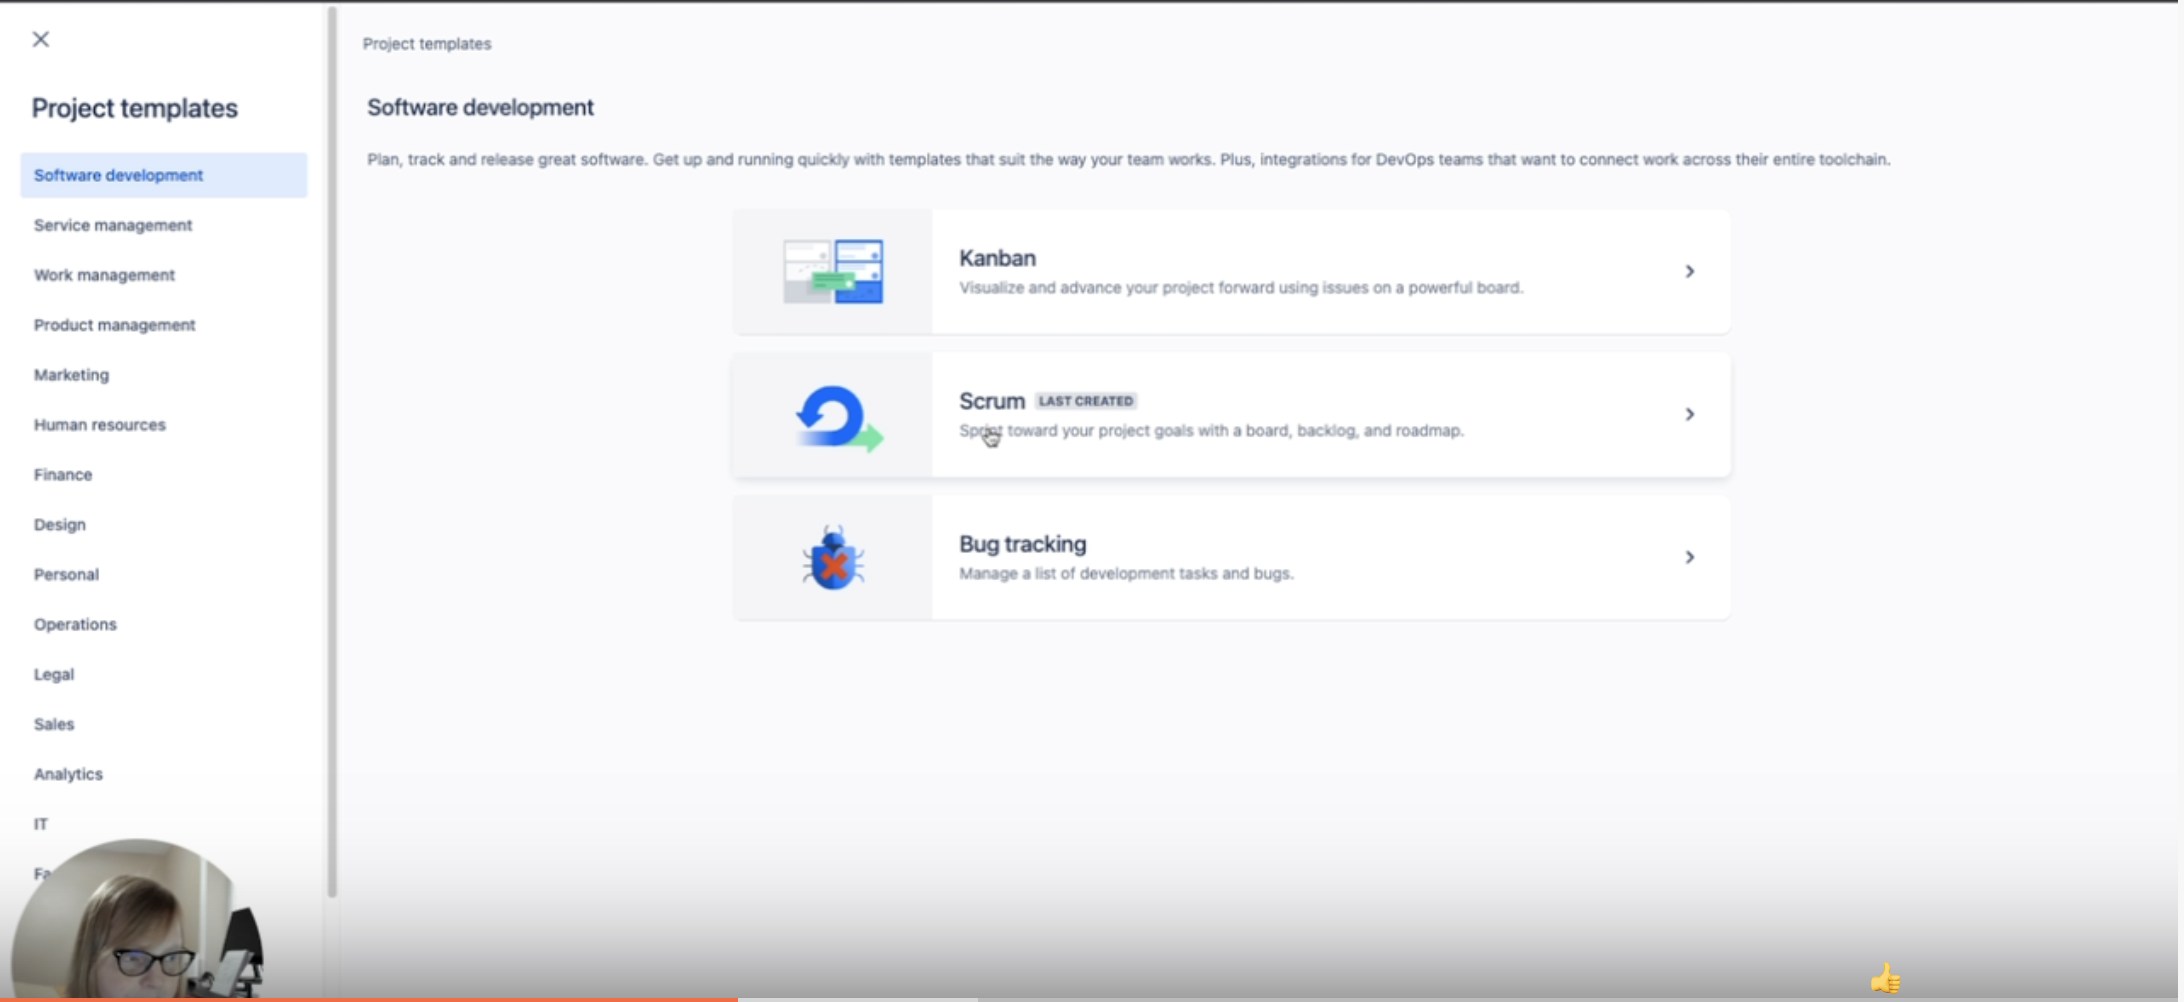 Project templates
Software development
Service management
Work management
Product management
Marketing
Human resources
Finance
Design
Personal
Operations
Legal
Sales
Analytics
IT
Project templates
Software development
Plan, track and release great software. Get up and running quickly with templates that suit the way your team works. Plus, integrations for DevOps teams that want to connect work across their entire toolchain.
Kanban
Visualize and advance your project forward using issues on a powerful board.
Scrum LAST CREATED
Sprint toward your project goals with a board, backlog, and roadmap.
Bug tracking
Manage a list of development tasks and bugs.